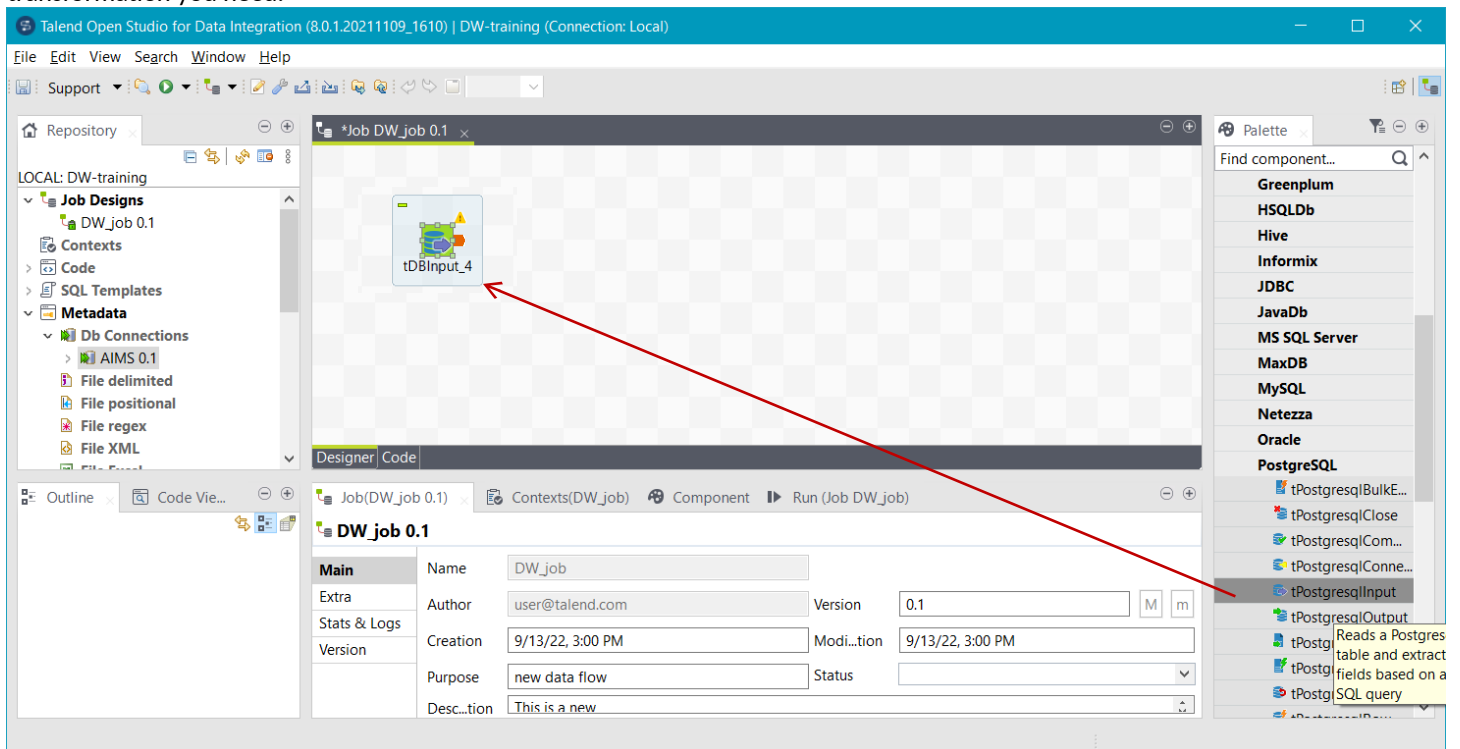 transformation you need.
Talend Open Studio for Data Integration (8.0.1.20211109_1610) | DW-training (Connection: Local)
File Edit View Search Window Help
Support
Repository
LOCAL: DW-training
Job Designs
DW_job 0.1
Contexts
Code
SQL Templates
Metadata
Db Connections
AIMS 0.1
File delimited
File positional
File regex
File XML
*Job DW_job 0.1
tDBInput_4
Designer Code
Palette
Find component...
Greenplum
HSQLDb
Hive
Informix
JDBC
JavaDb
MS SQL Server
MaxDB
MySQL
Netezza
Oracle
PostgreSQL
tPostgresqlBulkE...
tPostgresqlClose
tPostgresqlCom...
tPostgresqlConne...
tPostgresqlInput
tPostgresqlOutput
tPostg
tPostg
tPostg
Reads a Postgres
table and extract
fields based on a
SQL query
Outline Code Vie...
Job(DW_job 0.1) Contexts(DW_job) Component Run (Job DW_job)
DW_job 0.1
Main
Extra
Stats & Logs
Version
Name DW_job
Author user@talend.com Version 0.1 M m
Creation 9/13/22, 3:00 PM Modi...tion 9/13/22, 3:00 PM
Purpose new data flow Status
Desc...tion This is a new